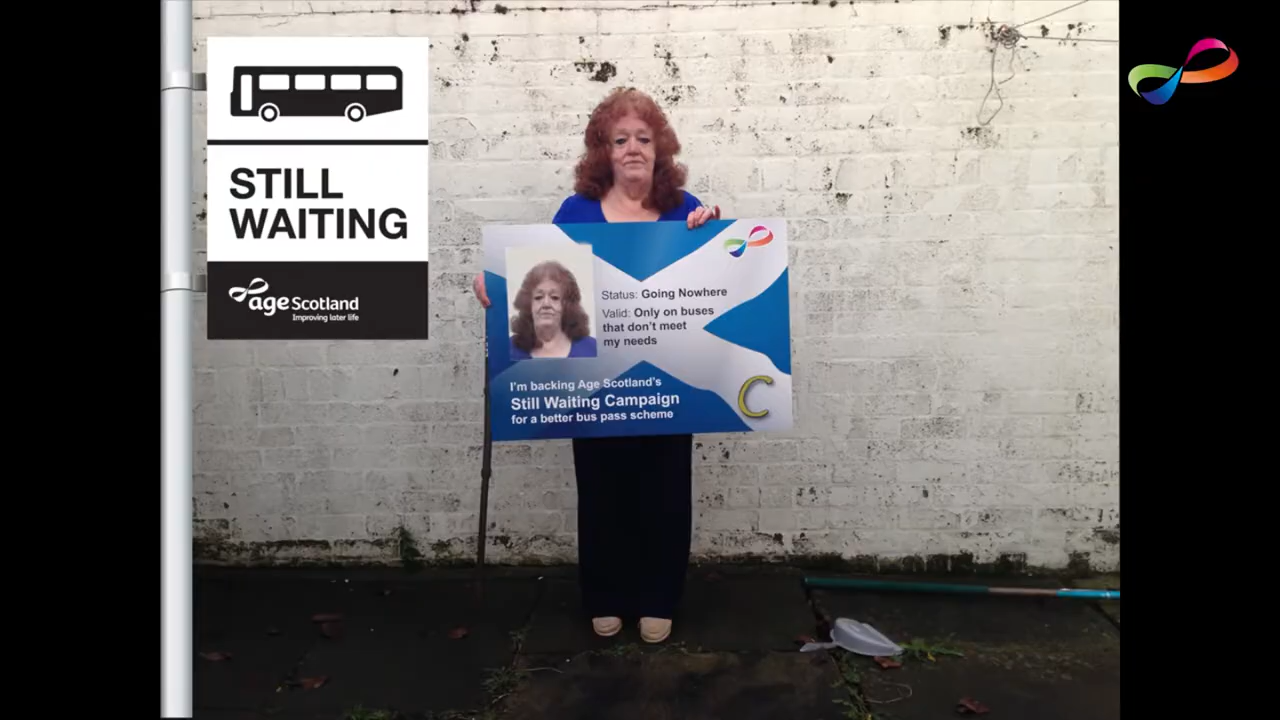 STILL
WAITING
age Scotland
Improving later life
Status: Going Nowhere
Valid: Only on buses
that don't meet
my needs
I'm backing Age Scotland's
Still Waiting Campaign
for a better bus pass scheme
C